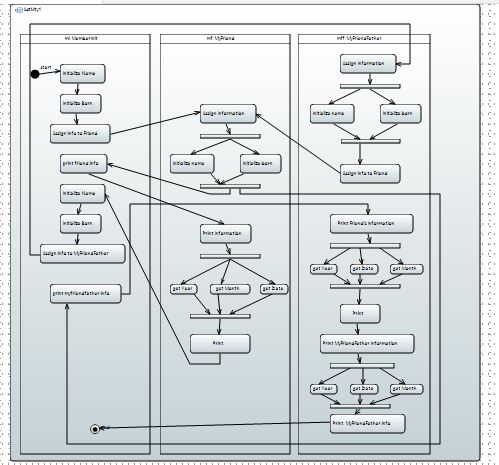 Activity1
m: MemberInit
mf: MyFriend
mff: MyFriendFather
start
Initialize Name
Initialize Born
Assign Info to Friend
print friend info
Initialize Name
Initialize Born
Assign Info to MyFriendFather
print myfriendfather info
Assign Information
Initialize name
Initialize born
Print Information
get Year
get Month
get Date
Print
Assign Information
Initialize name
Initialize born
Assign Info to Friend
Print Friend's Information
get Year
get Date
get Month
Print
Print MyFriendFather Information
get Year
get Date
get Month
Print MyFriendFather Info